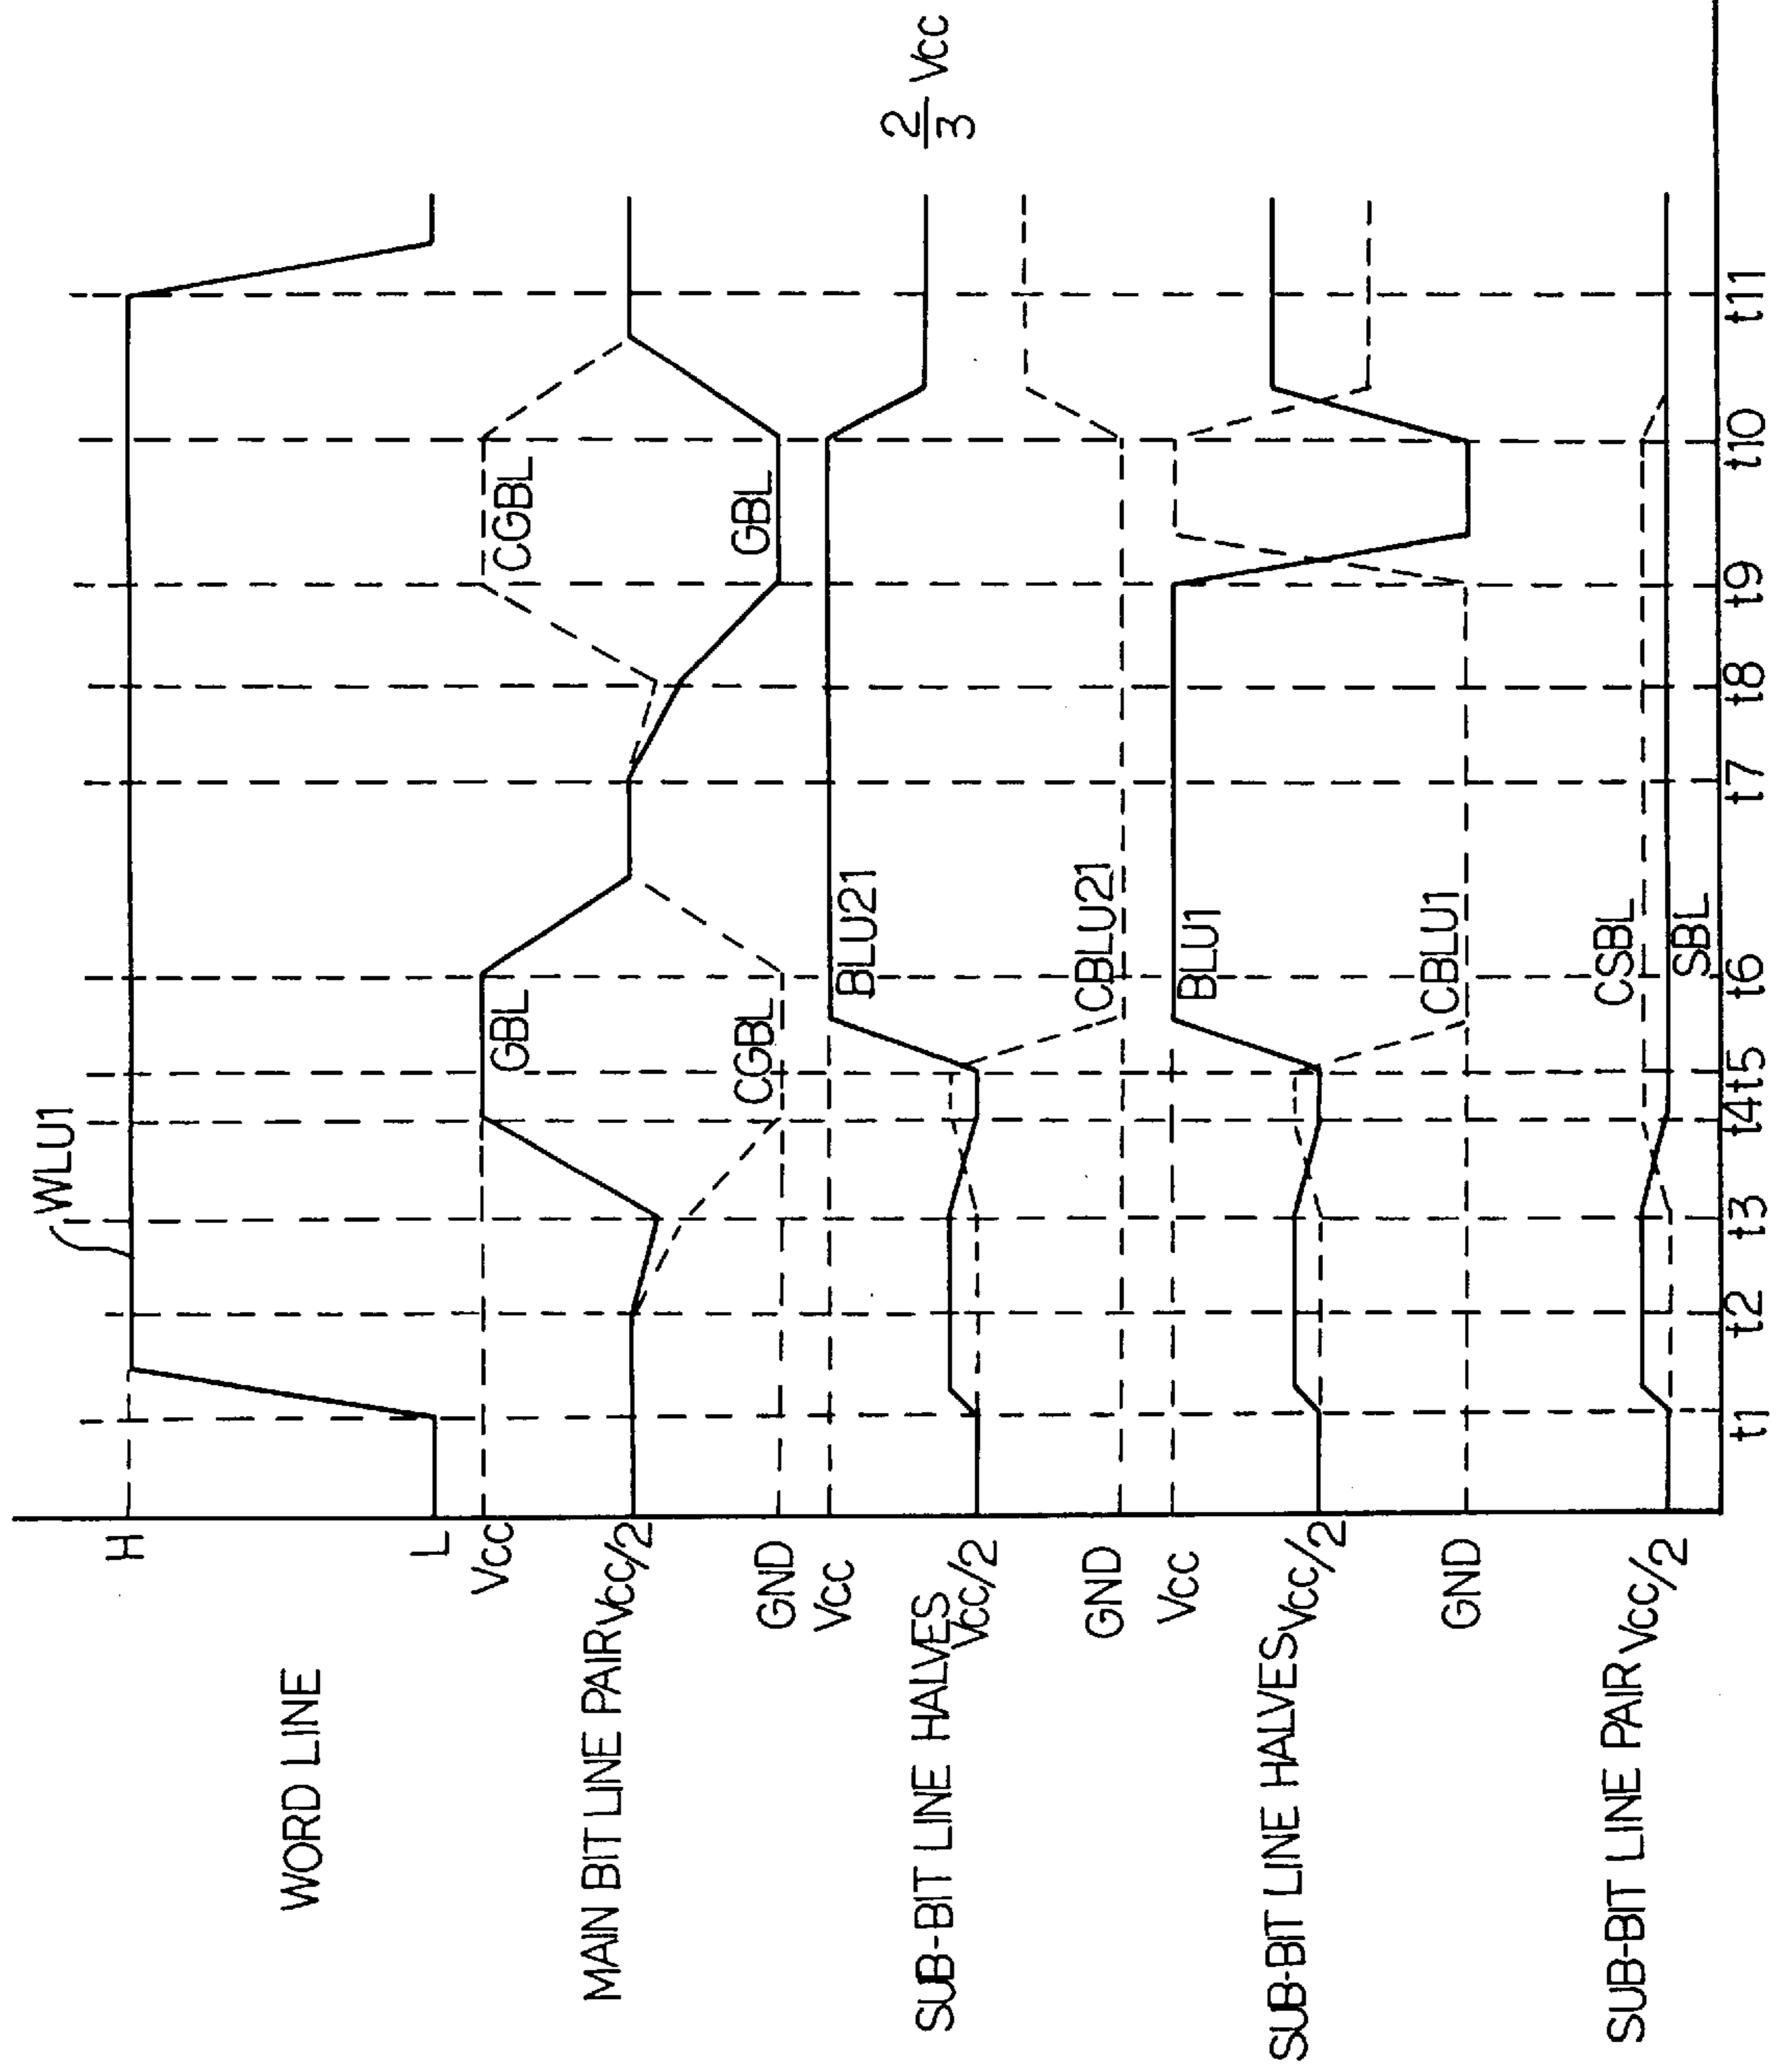 WORD LINE
H
L
WLU1
MAIN BIT LINE PAIR
Vcc
Vcc/2
GND
GBL
CGBL
CGBL
GBL
SUB-BIT LINE HALVES
Vcc
Vcc/2
GND
BLU21
CBLU21
2/3 Vcc
SUB-BIT LINE HALVES
Vcc
Vcc/2
GND
BLU1
CBLU1
SUB-BIT LINE PAIR
Vcc/2
CSBL
SBL
t1 t2 t3 t4 t5 t6 t7 t8 t9 t10 t11